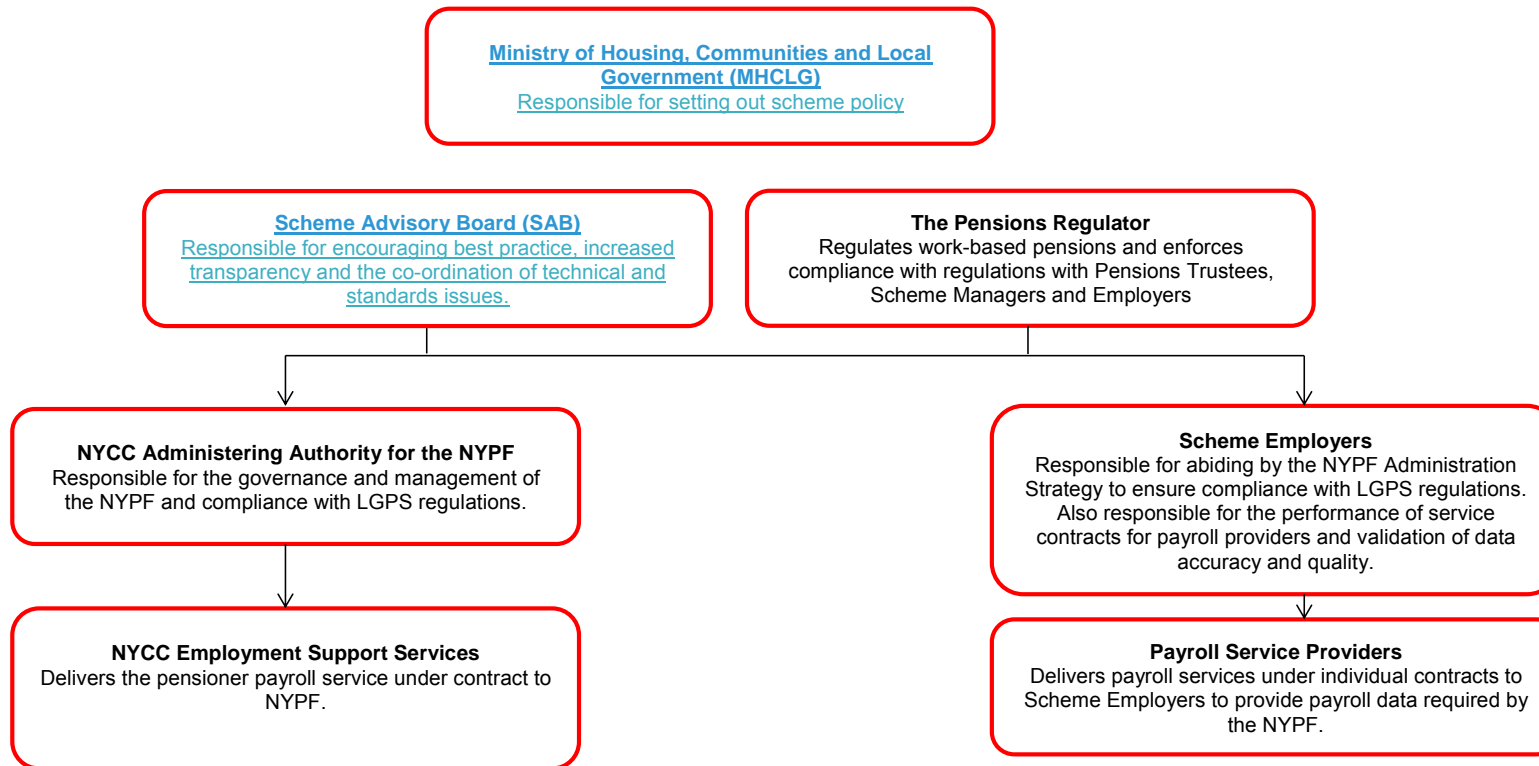 Ministry of Housing, Communities and Local
Government (MHCLG)
Responsible for setting out scheme policy
Scheme Advisory Board (SAB)
Responsible for encouraging best practice, increased
transparency and the co-ordination of technical and
standards issues.
The Pensions Regulator
Regulates work-based pensions and enforces
compliance with regulations with Pensions Trustees,
Scheme Managers and Employers
NYCC Administering Authority for the NYPF
Responsible for the governance and management of
the NYPF and compliance with LGPS regulations.
Scheme Employers
Responsible for abiding by the NYPF Administration
Strategy to ensure compliance with LGPS regulations.
Also responsible for the performance of service
contracts for payroll providers and validation of data
accuracy and quality.
NYCC Employment Support Services
Delivers the pensioner payroll service under contract to
NYPF.
Payroll Service Providers
Delivers payroll services under individual contracts to
Scheme Employers to provide payroll data required by
the NYPF.